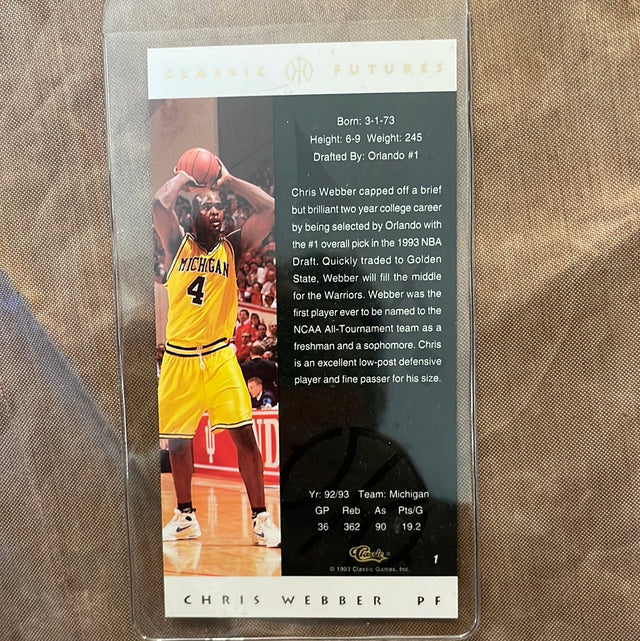 CLASSIC FUTURES
Born: 3-1-73
Height: 6-9 Weight: 245
Drafted By: Orlando #1
Chris Webber capped off a brief
but brilliant two year college career
by being selected by Orlando with
the #1 overall pick in the 1993 NBA
Draft. Quickly traded to Golden
State, Webber will fill the middle
for the Warriors. Webber was the
first player ever to be named to the
NCAA All-Tournament team as a
freshman and a sophomore. Chris
is an excellent low-post defensive
player and fine passer for his size.
MICHIGAN
4
Yr: 92/93 Team: Michigan
GP Reb As Pts/G
36 362 90 19.2
Classic
© 1993 Classic Games, Inc.
1
CHRIS WEBBER PF